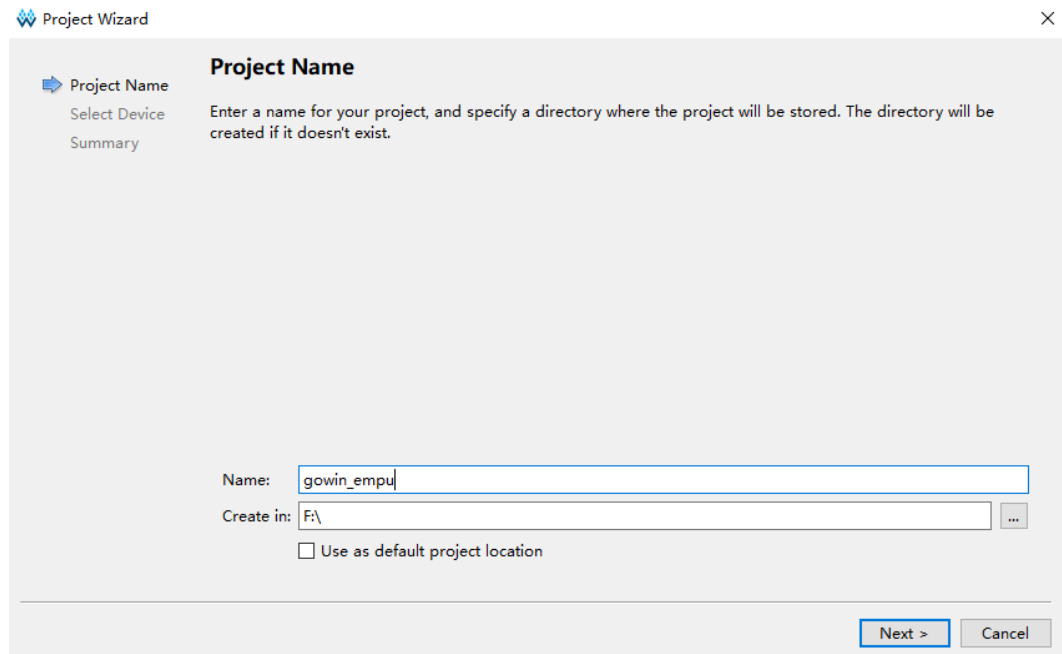 Project Wizard
Project Name
Select Device
Summary
Project Name
Enter a name for your project, and specify a directory where the project will be stored. The directory will be
created if it doesn't exist.
Name: gowin_empu
Create in: F:\ ...
Use as default project location
Next > Cancel